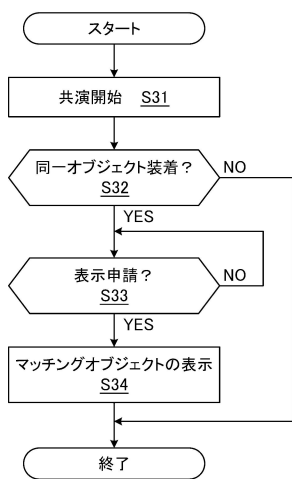 スタート
共演開始 S31
同一オブジェクト装着？ NO
S32
YES
表示申請？ NO
S33
YES
マッチングオブジェクトの表示
S34
終了